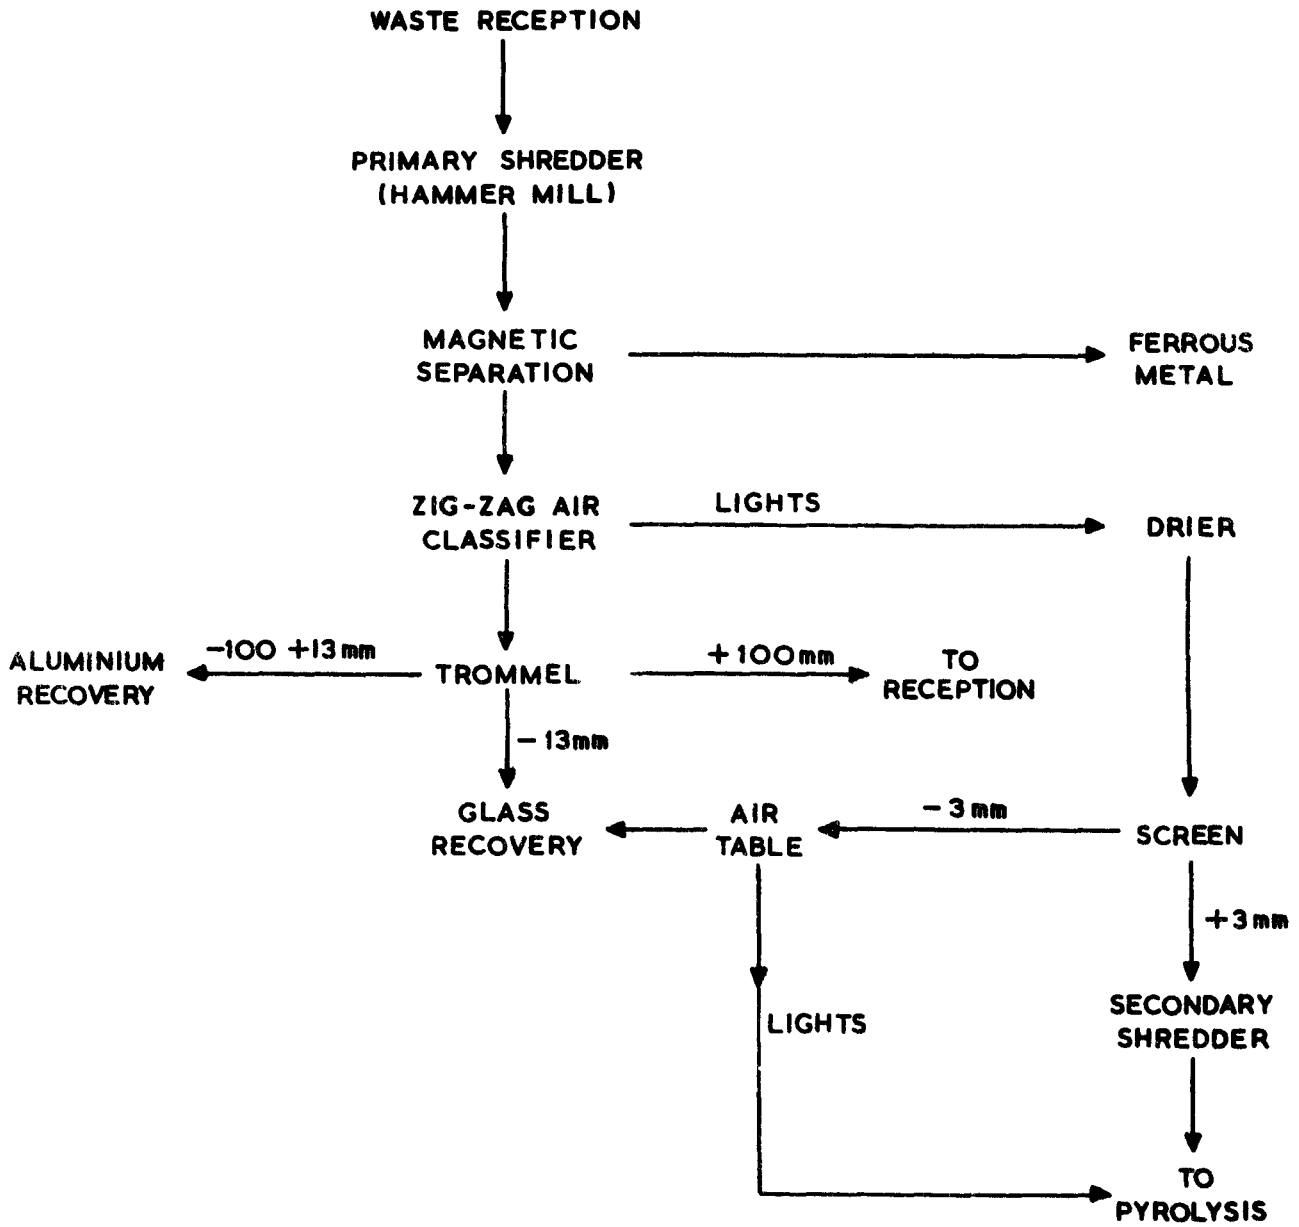 WASTE RECEPTION
PRIMARY SHREDDER
(HAMMER MILL)
MAGNETIC
SEPARATION
FERROUS
METAL
ZIG-ZAG AIR
CLASSIFIER
LIGHTS
DRIER
ALUMINIUM
RECOVERY
-100 +13mm
TROMMEL
+100mm
TO
RECEPTION
-13mm
GLASS
RECOVERY
AIR
TABLE
-3mm
SCREEN
+3mm
SECONDARY
SHREDDER
LIGHTS
TO
PYROLYSIS